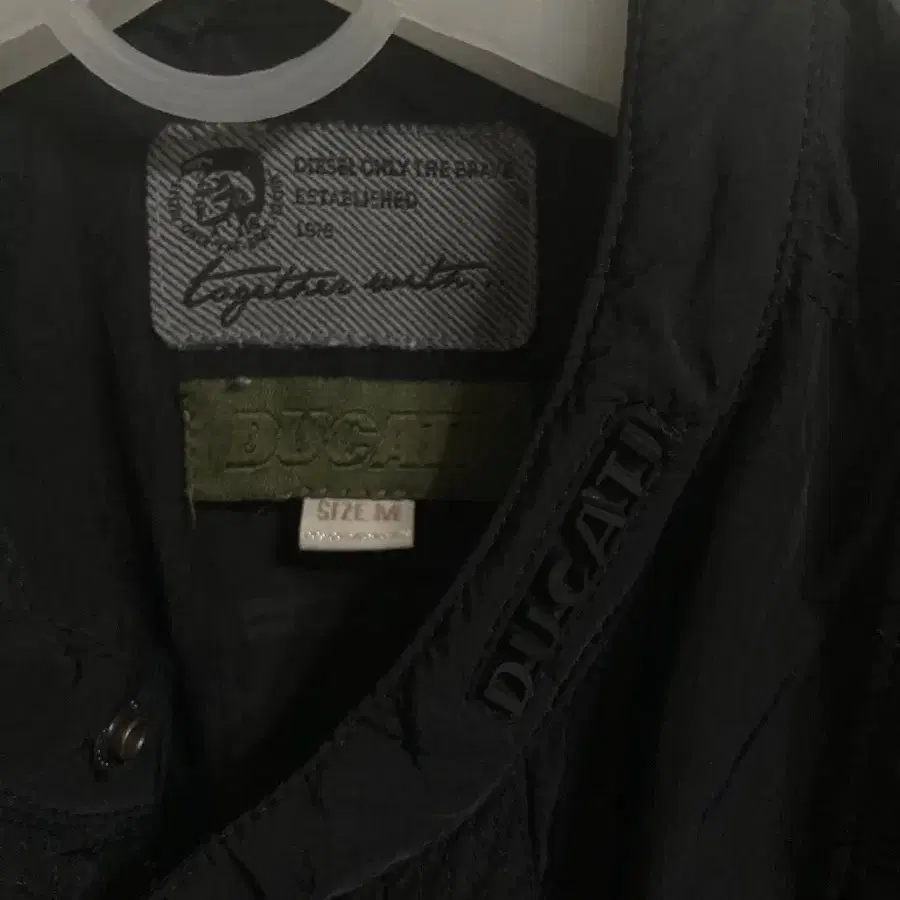 DIESEL ONLY THE BRAVE
ESTABLISHED
1978
together with...
DUCATI
SIZE M
DUCATI